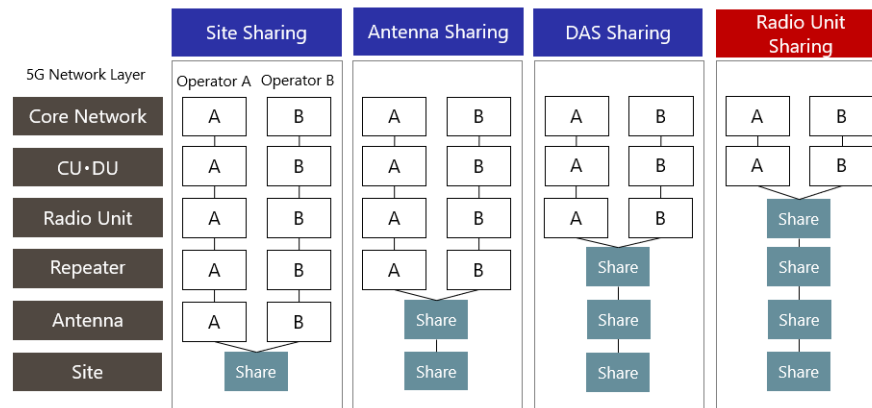 Site Sharing
Antenna Sharing
DAS Sharing
Radio Unit
Sharing
5G Network Layer
Operator A
Operator B
Core Network
A
B
A
B
A
B
A
B
CU・DU
A
B
A
B
A
B
A
B
Radio Unit
A
B
A
B
A
B
Share
Repeater
A
B
A
B
Share
Share
Antenna
A
B
Share
Share
Share
Site
Share
Share
Share
Share